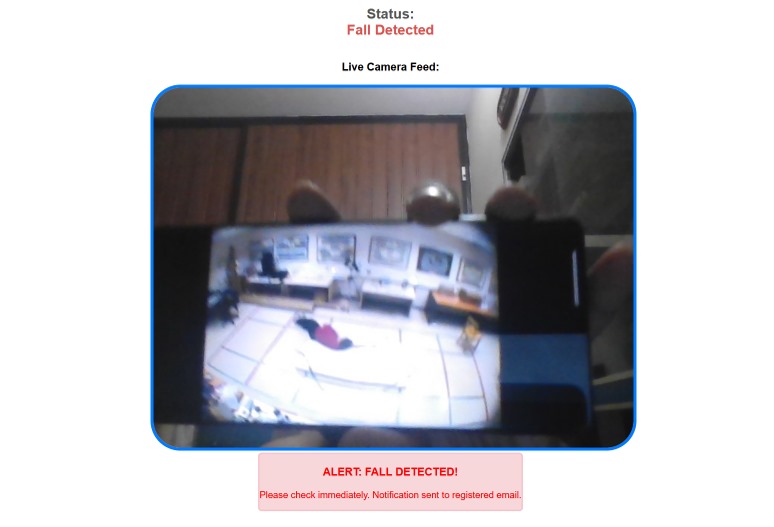 Status:
Fall Detected
Live Camera Feed:
ALERT: FALL DETECTED!
Please check immediately. Notification sent to registered email.